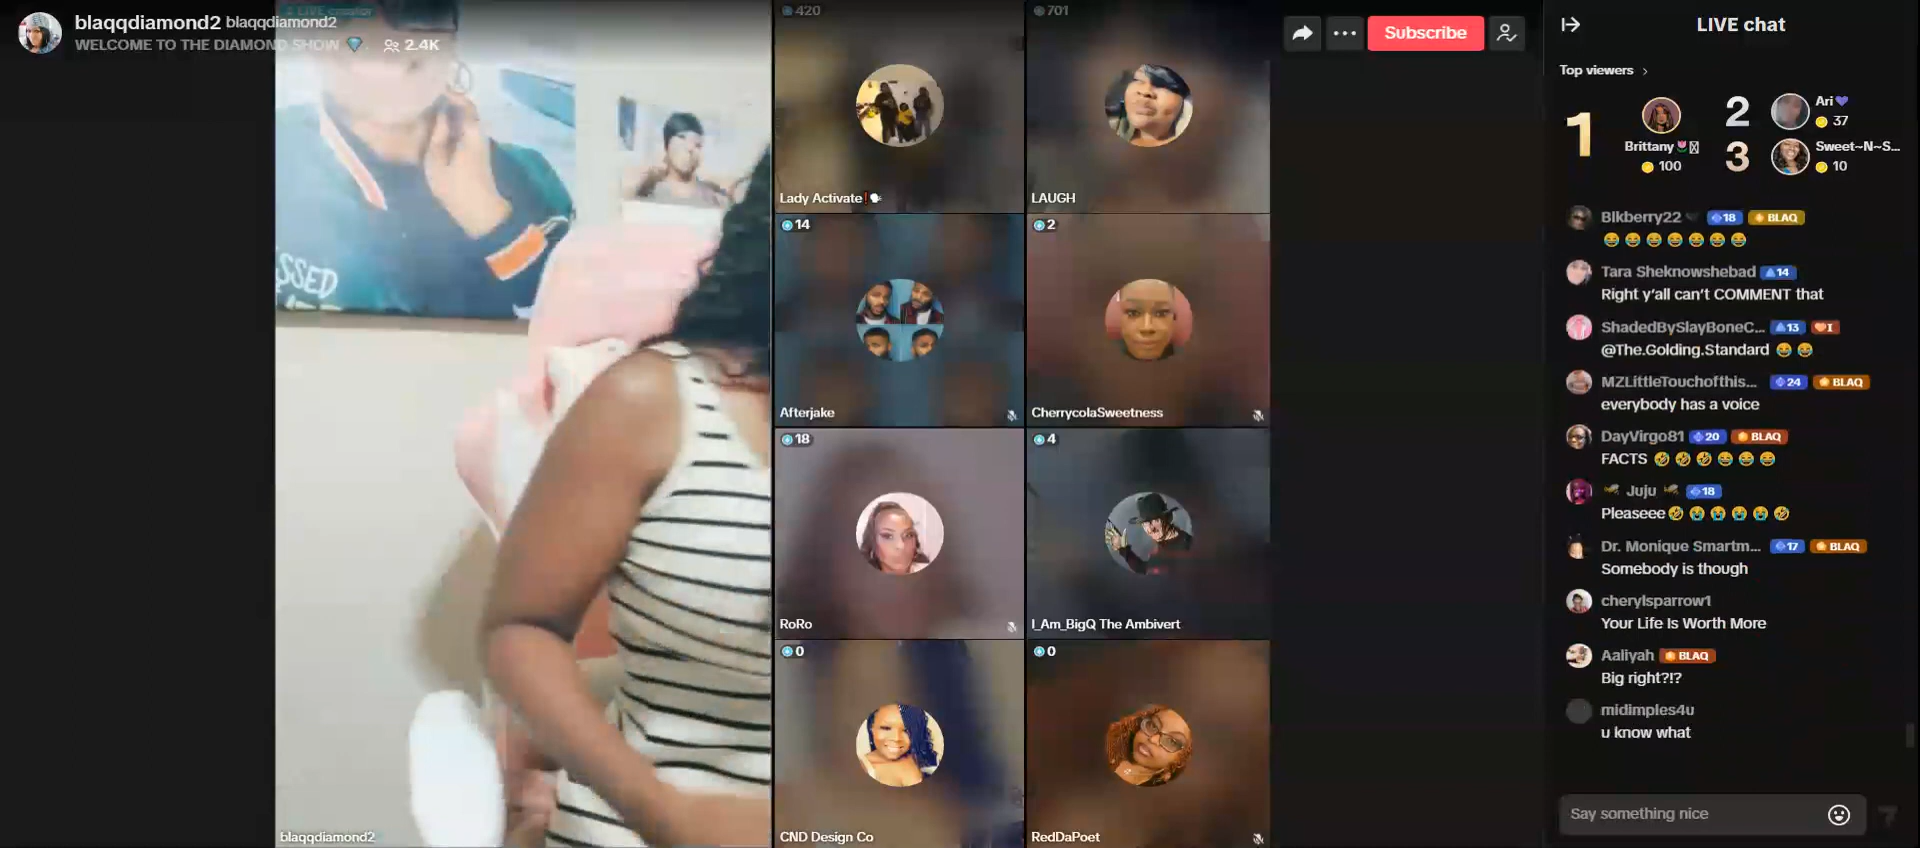 blaqqdiamond2 blaqqdiamond2
WELCOME TO THE DIAMOND SHOW 💎 2.4K
LIVE creator
SSED
blaqqdiamond2
420
Lady Activate❗🗣
701
LAUGH
14
Afterjake
2
CherrycolaSweetness
18
RoRo
4
I_Am_BigQ The Ambivert
0
CND Design Co
0
RedDaPoet
Subscribe
LIVE chat
Top viewers >
1
Brittany🌷
100
2
Ari💜
37
3
Sweet~N~S...
10
Blkberry22 🖤 18 BLAQ
😂😂😂😂😂😂😂
Tara Sheknowshebad 14
Right y'all can't COMMENT that
ShadedBySlayBoneC... 13 I
@The.Golding.Standard 😂😂
MZLittleTouchofthis... 24 BLAQ
everybody has a voice
DayVirgo81 20 BLAQ
FACTS 🤣🤣🤣😂😂😂
🐝 Juju 🐝 18
Pleaseee🤣😭😭😭😭🤣
Dr. Monique Smartm... 17 BLAQ
Somebody is though
cherylsparrow1
Your Life Is Worth More
Aaliyah BLAQ
Big right?!?
midimples4u
u know what
Say something nice